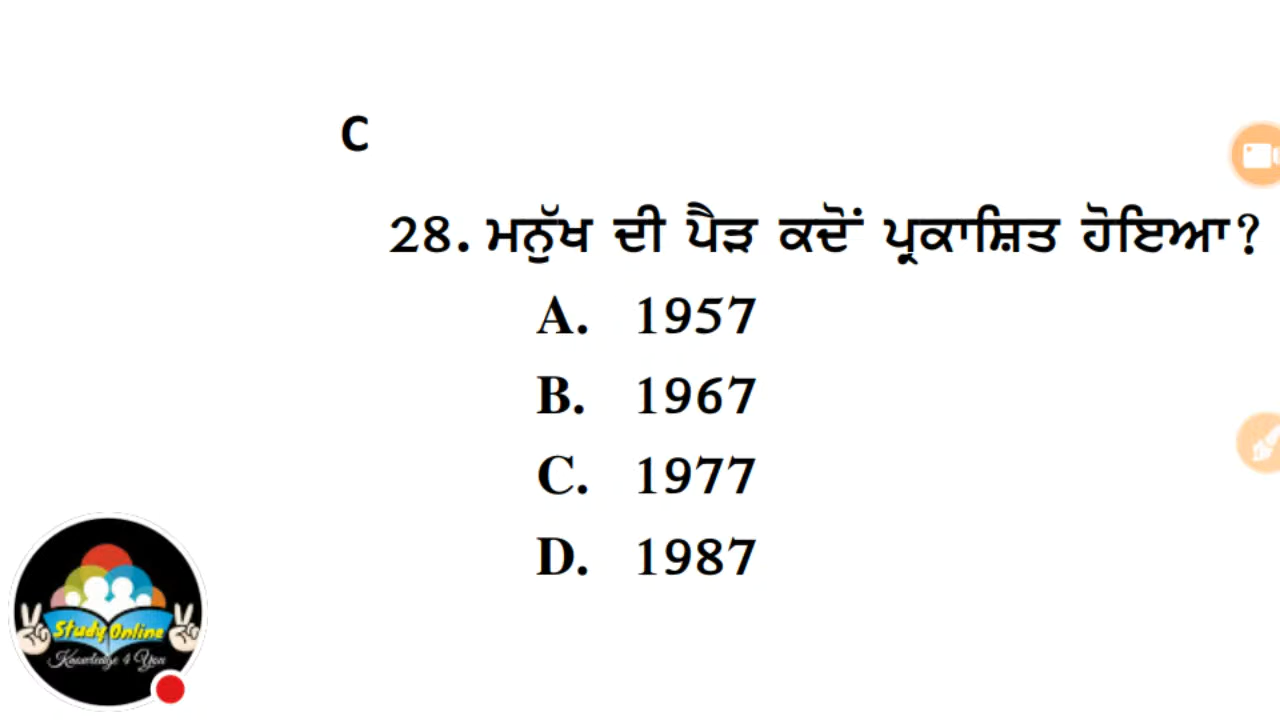 C
28. ਮਨੁੱਖ ਦੀ ਪੈੜ ਕਦੋਂ ਪ੍ਰਕਾਸ਼ਿਤ ਹੋਇਆ?
A. 1957
B. 1967
C. 1977
D. 1987
Study Online
Knowledge 4 You